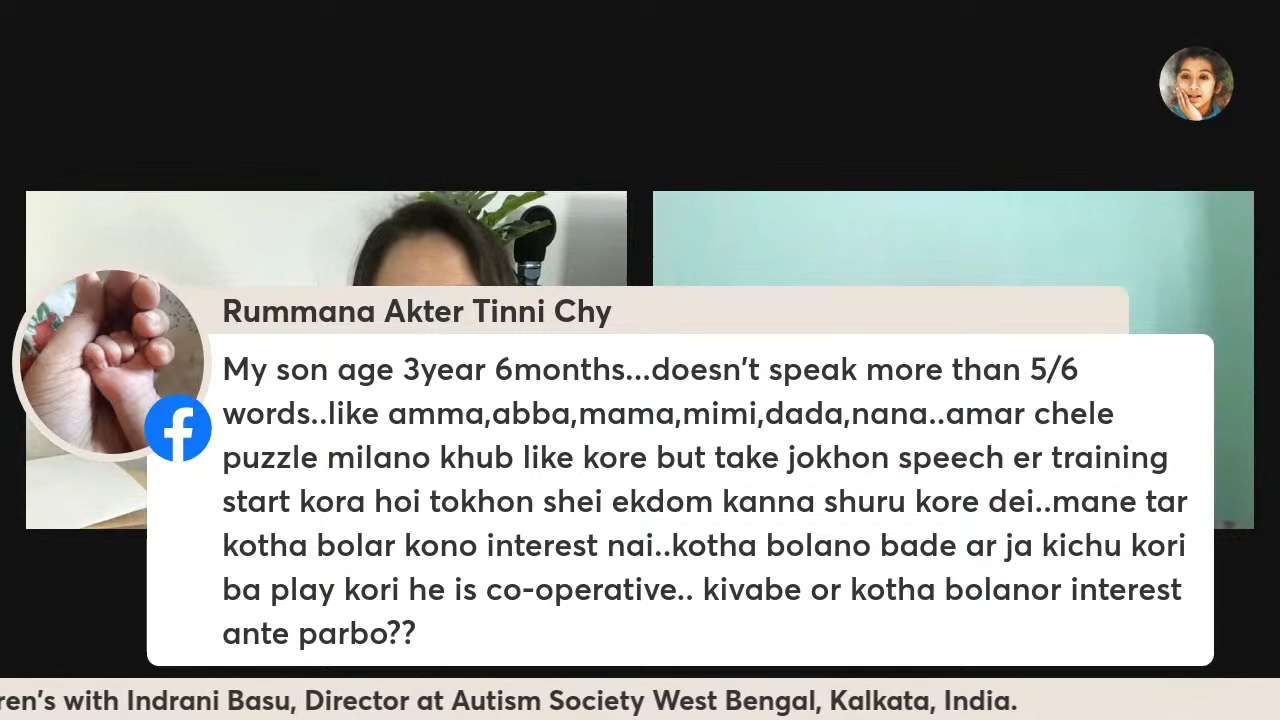 Rummana Akter Tinni Chy
My son age 3year 6months...doesn't speak more than 5/6
words..like amma,abba,mama,mimi,dada,nana..amar chele
puzzle milano khub like kore but take jokhon speech er training
start kora hoi tokhon shei ekdom kanna shuru kore dei..mane tar
kotha bolar kono interest nai..kotha bolano bade ar ja kichu kori
ba play kori he is co-operative.. kivabe or kotha bolanor interest
ante parbo??
ren's with Indrani Basu, Director at Autism Society West Bengal, Kalkata, India.